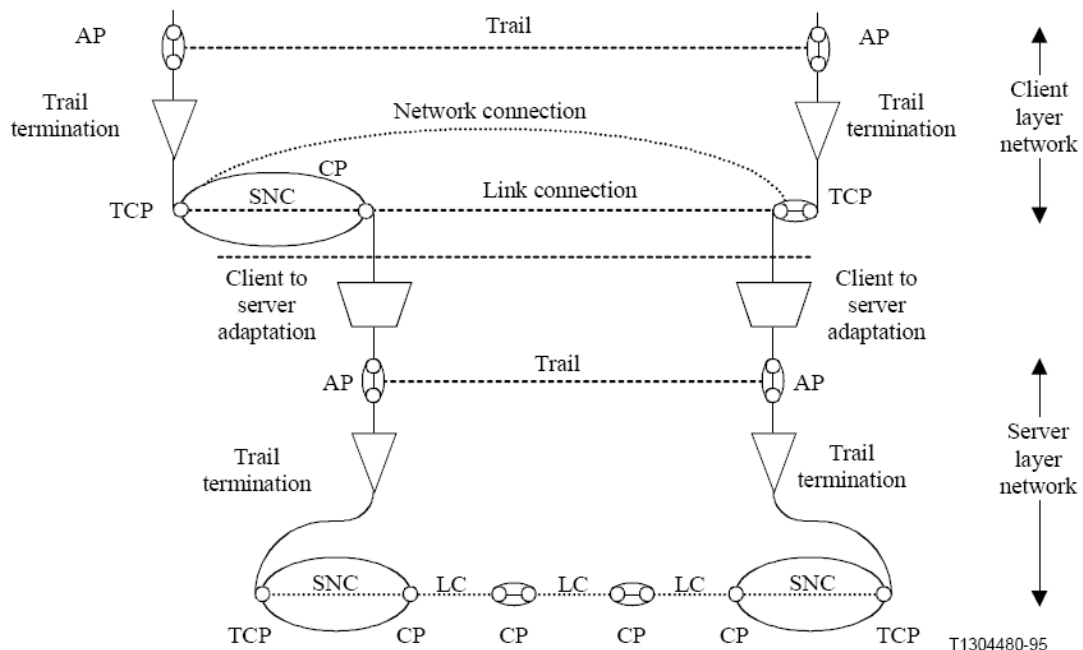 AP
Trail
AP
Trail
termination
Network connection
Trail
termination
Client
layer
network
CP
TCP
SNC
Link connection
TCP
Client to
server
adaptation
Client to
server
adaptation
AP
Trail
AP
Trail
termination
Trail
termination
Server
layer
network
SNC
LC
LC
LC
SNC
TCP
CP
CP
CP
CP
TCP
T1304480-95